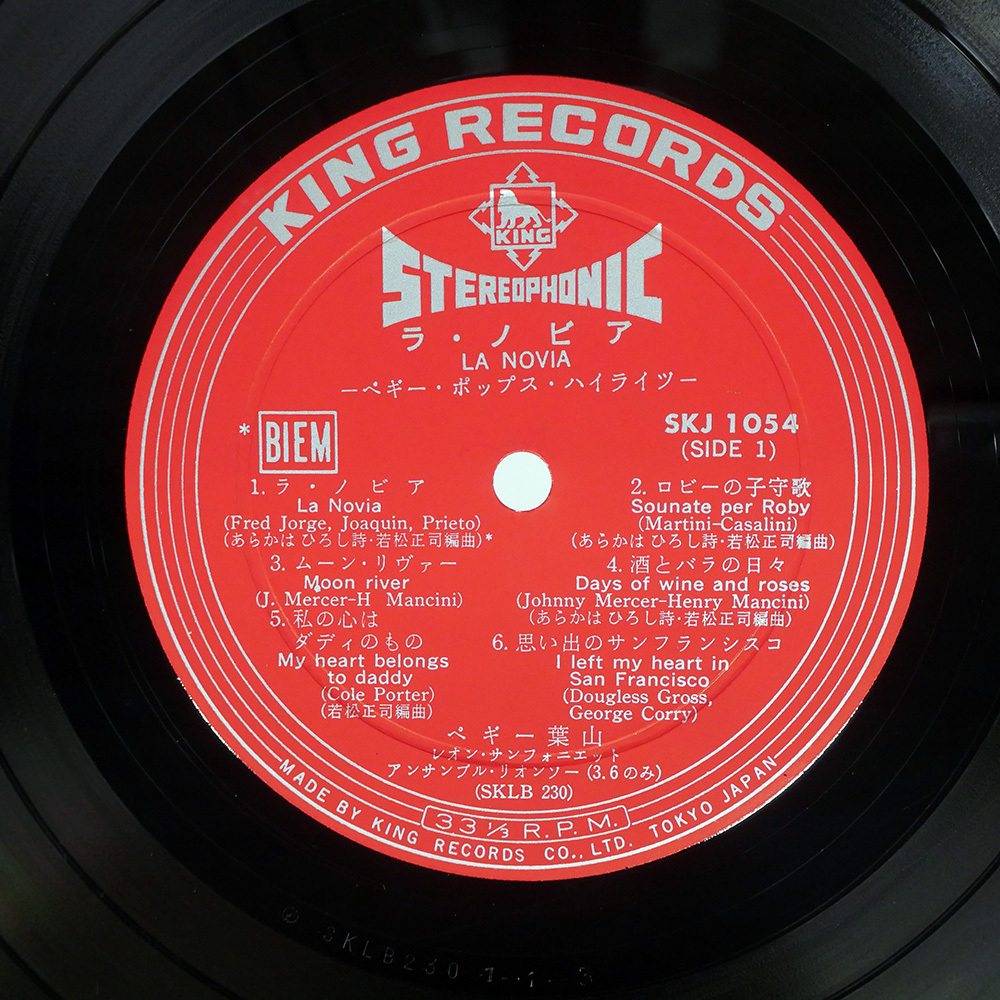 KING RECORDS
KING
STEREOPHONIC
ラ・ノビア
LA NOVIA
ーペギー・ポップス・ハイライツー
* BIEM
SKJ 1054
(SIDE 1)
1. ラ・ノビア
La Novia
(Fred Jorge, Joaquin, Prieto)
(あらかは ひろし詩・若松正司編曲)*
2. ロビーの子守歌
Sounate per Roby
(Martini-Casalini)
(あらかは ひろし詩・若松正司編曲)
3. ムーン・リヴァー
Moon river
(J. Mercer-H Mancini)
4. 酒とバラの日々
Days of wine and roses
(Johnny Mercer-Henry Mancini)
(あらかは ひろし詩・若松正司編曲)
5. 私の心は
ダディのもの
My heart belongs
to daddy
(Cole Porter)
(若松正司編曲)
6. 思い出のサンフランシスコ
I left my heart in
San Francisco
(Dougless Gross,
George Corry)
ペギー葉山
レオン・サンフォニエット
アンサンブル・リオンソー (3.6のみ)
(SKLB 230)
33⅓ R.P.M.
MADE BY KING RECORDS CO., LTD. TOKYO JAPAN
SKLB230 1-1-3